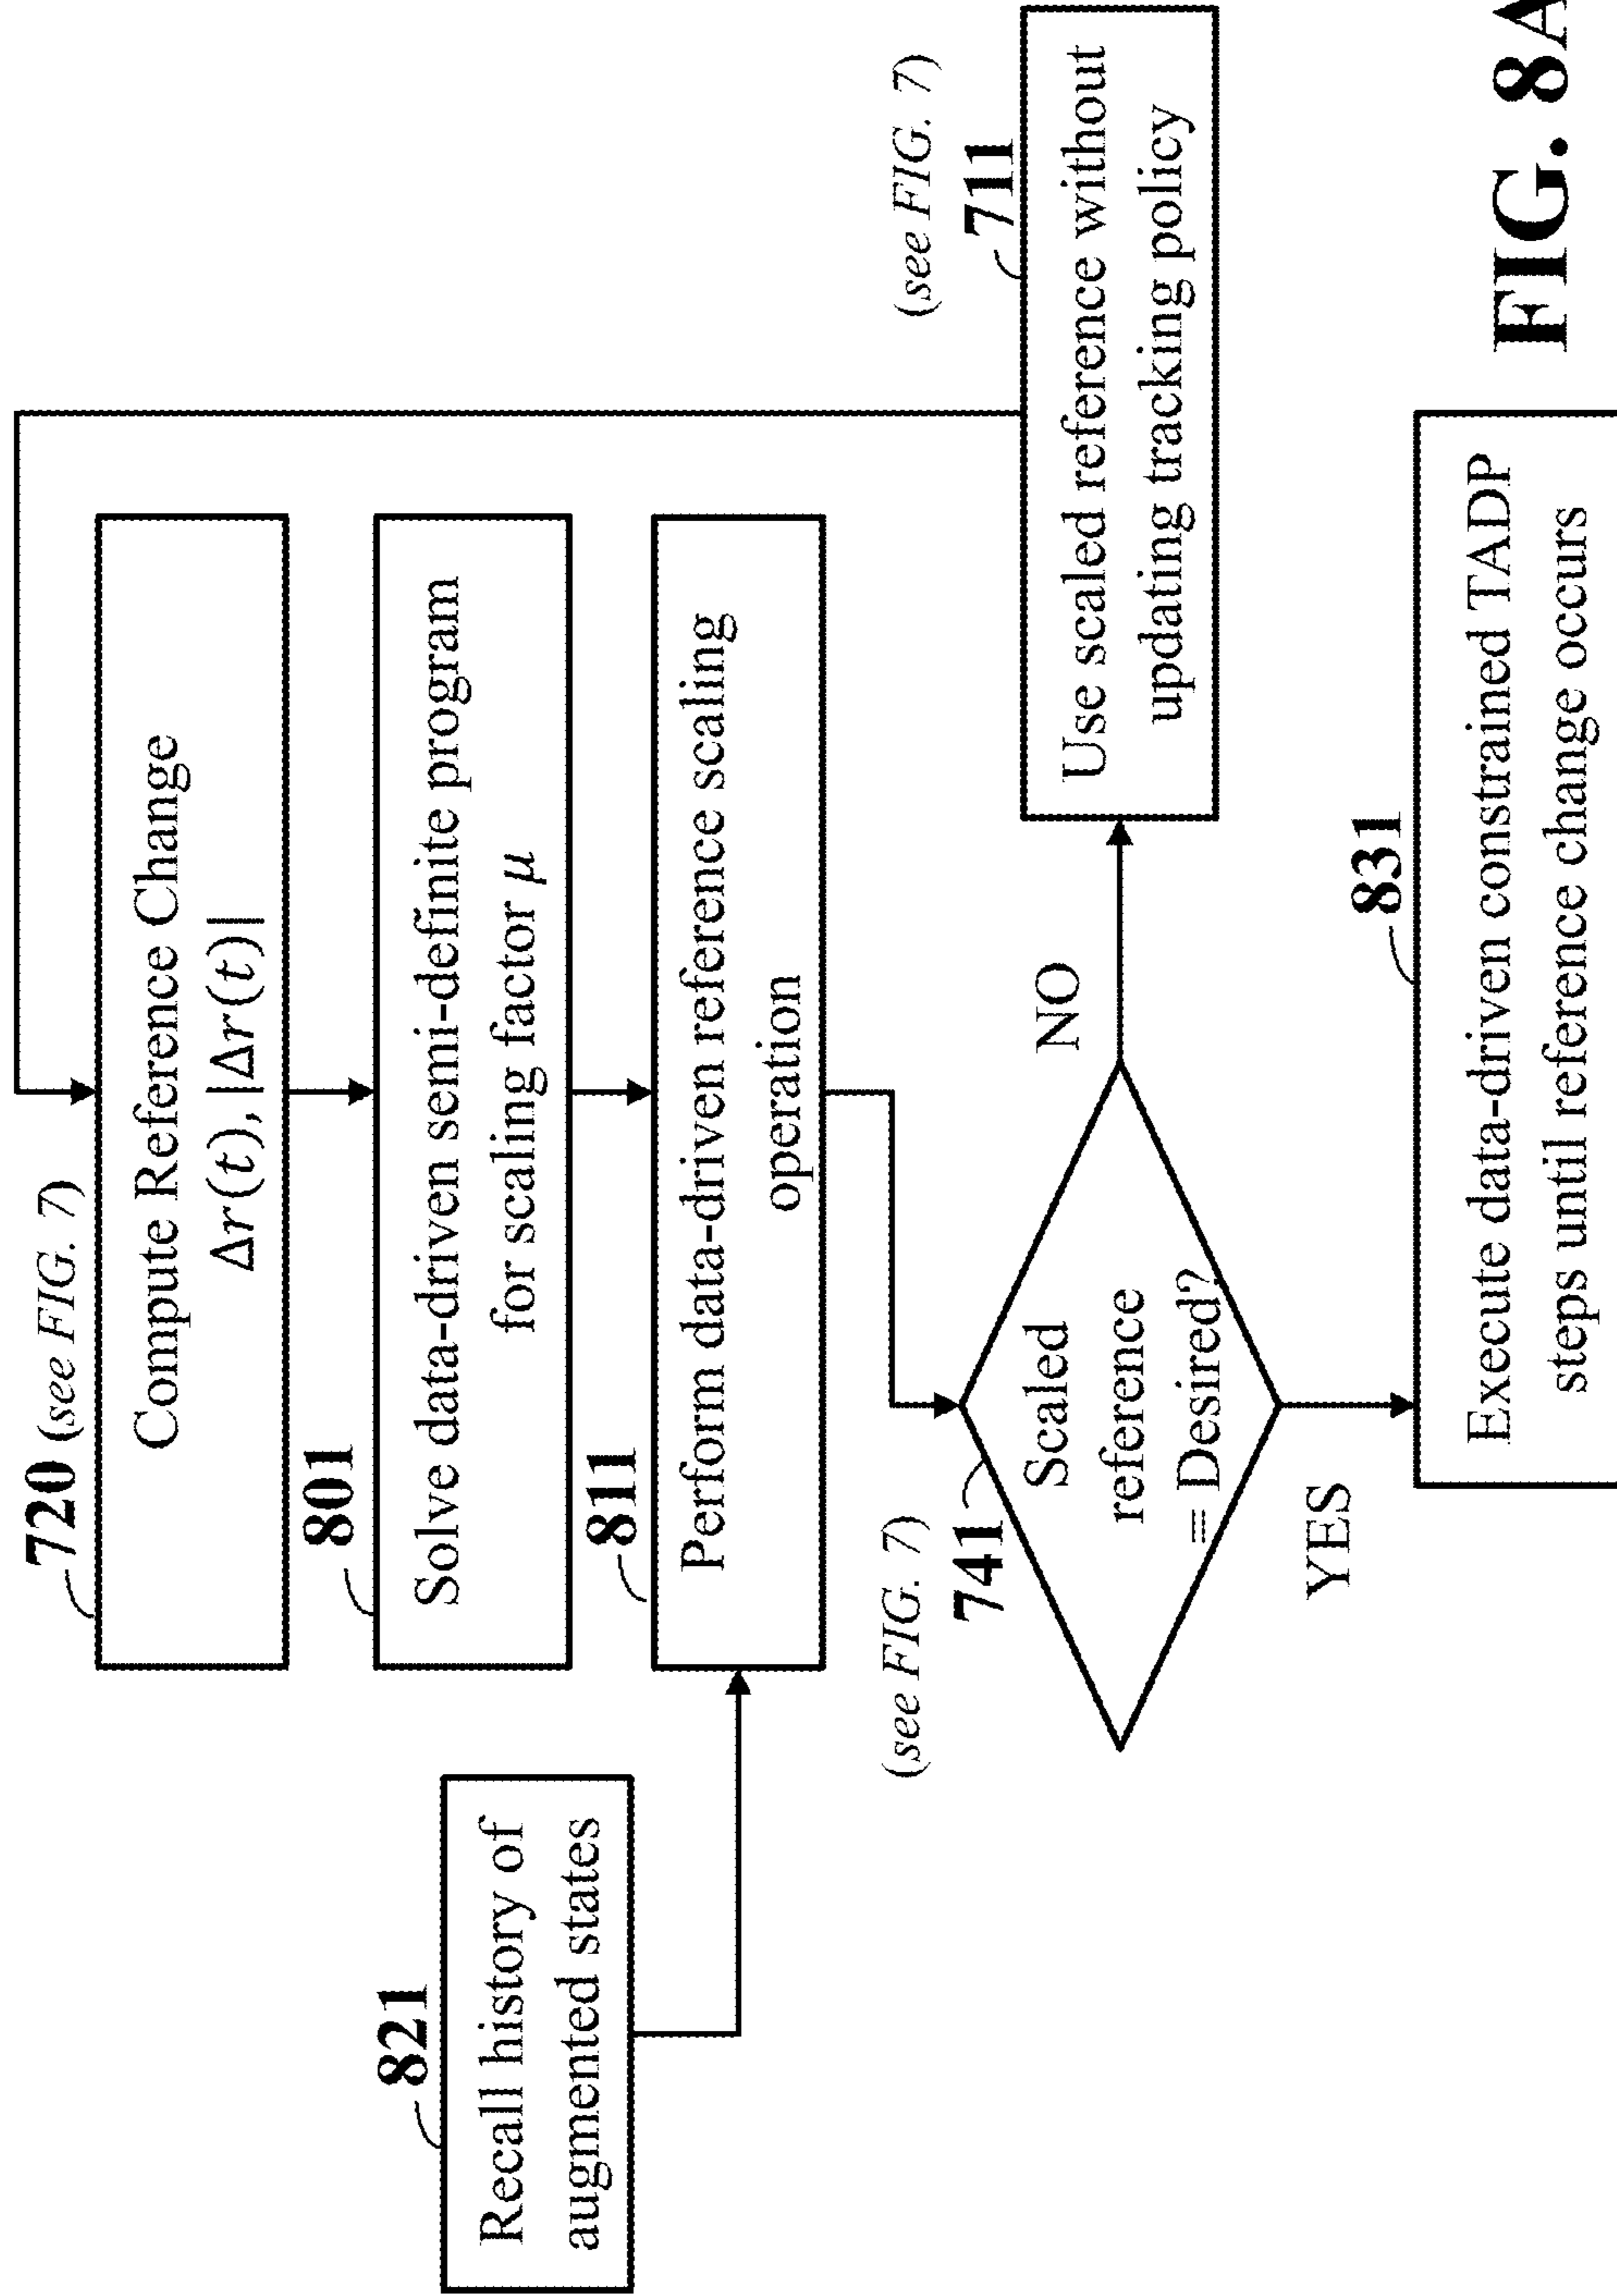 720 (see FIG. 7)
Compute Reference Change
Δr(t), |Δr(t)|
801
Solve data-driven semi-definite program
for scaling factor μ
811
Perform data-driven reference scaling
operation
821
Recall history of
augmented states
(see FIG. 7)
741
Scaled
reference
= Desired?
NO
YES
(see FIG. 7)
711
Use scaled reference without
updating tracking policy
831
Execute data-driven constrained TADP
steps until reference change occurs
FIG. 8A